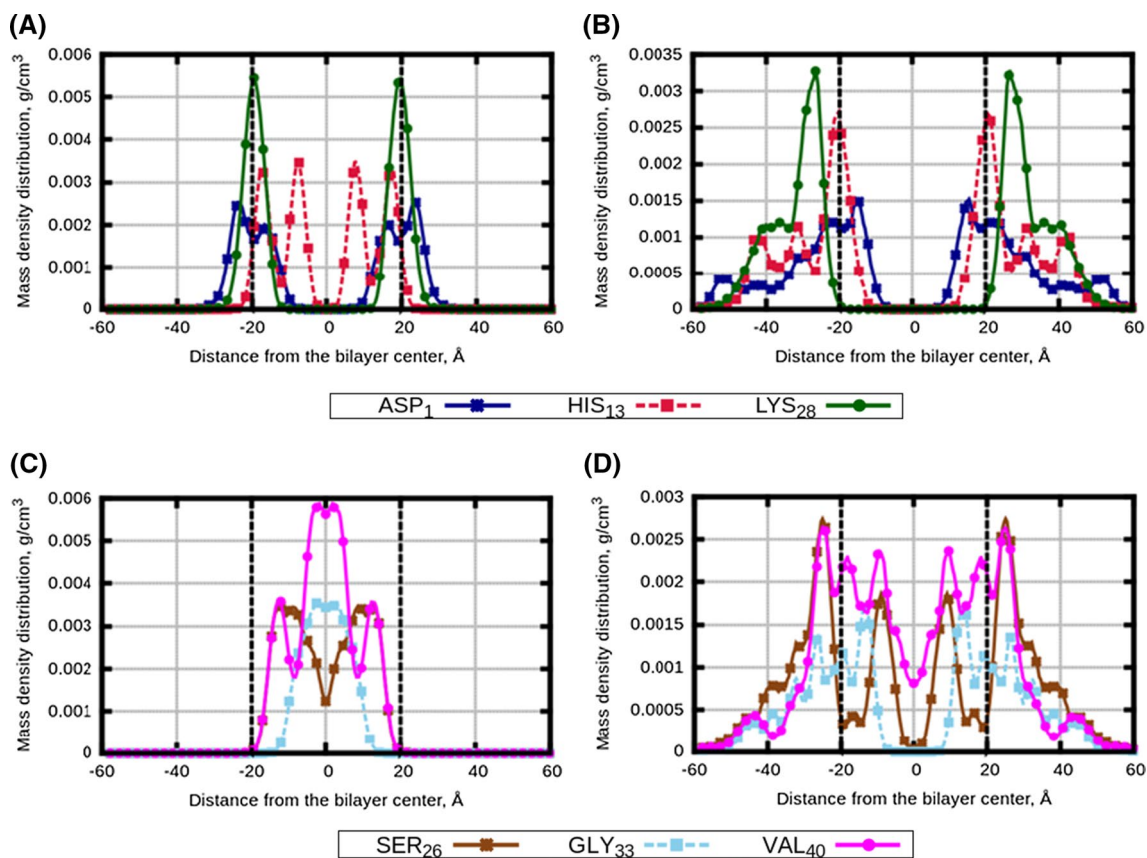 (A)
(B)
Mass density distribution, g/cm³
0.006
0.005
0.004
0.003
0.002
0.001
0
-60 -40 -20 0 20 40 60
Distance from the bilayer center, Å
Mass density distribution, g/cm³
0.0035
0.003
0.0025
0.002
0.0015
0.001
0.0005
0
-60 -40 -20 0 20 40 60
Distance from the bilayer center, Å
ASP₁ HIS₁₃ LYS₂₈
(C)
(D)
Mass density distribution, g/cm³
0.006
0.005
0.004
0.003
0.002
0.001
0
-60 -40 -20 0 20 40 60
Distance from the bilayer center, Å
Mass density distribution, g/cm³
0.003
0.0025
0.002
0.0015
0.001
0.0005
0
-60 -40 -20 0 20 40 60
Distance from the bilayer center, Å
SER₂₆ GLY₃₃ VAL₄₀